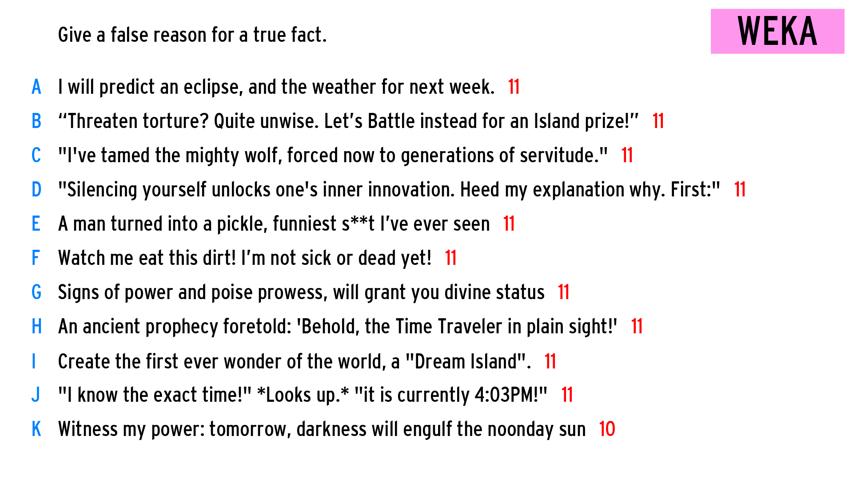 Give a false reason for a true fact.
WEKA
A I will predict an eclipse, and the weather for next week. 11
B “Threaten torture? Quite unwise. Let’s Battle instead for an Island prize!” 11
C "I've tamed the mighty wolf, forced now to generations of servitude." 11
D "Silencing yourself unlocks one's inner innovation. Heed my explanation why. First:" 11
E A man turned into a pickle, funniest s**t I’ve ever seen 11
F Watch me eat this dirt! I’m not sick or dead yet! 11
G Signs of power and poise prowess, will grant you divine status 11
H An ancient prophecy foretold: 'Behold, the Time Traveler in plain sight!' 11
I Create the first ever wonder of the world, a "Dream Island". 11
J "I know the exact time!" *Looks up.* "it is currently 4:03PM!" 11
K Witness my power: tomorrow, darkness will engulf the noonday sun 10